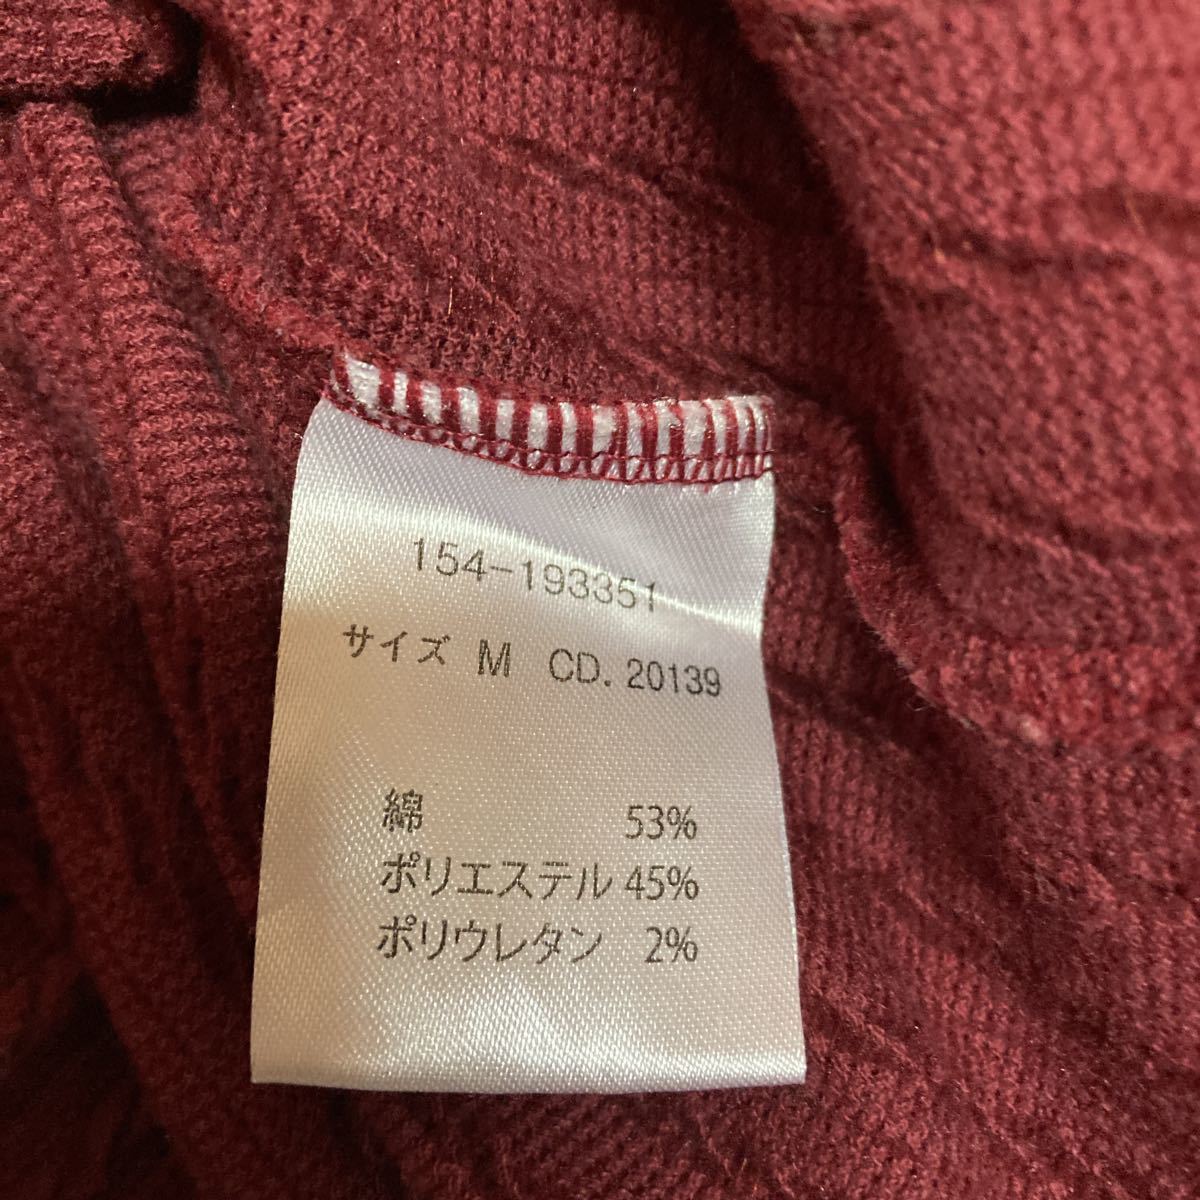 154-193351
サイズ M CD. 20139
綿 53%
ポリエステル 45%
ポリウレタン 2%